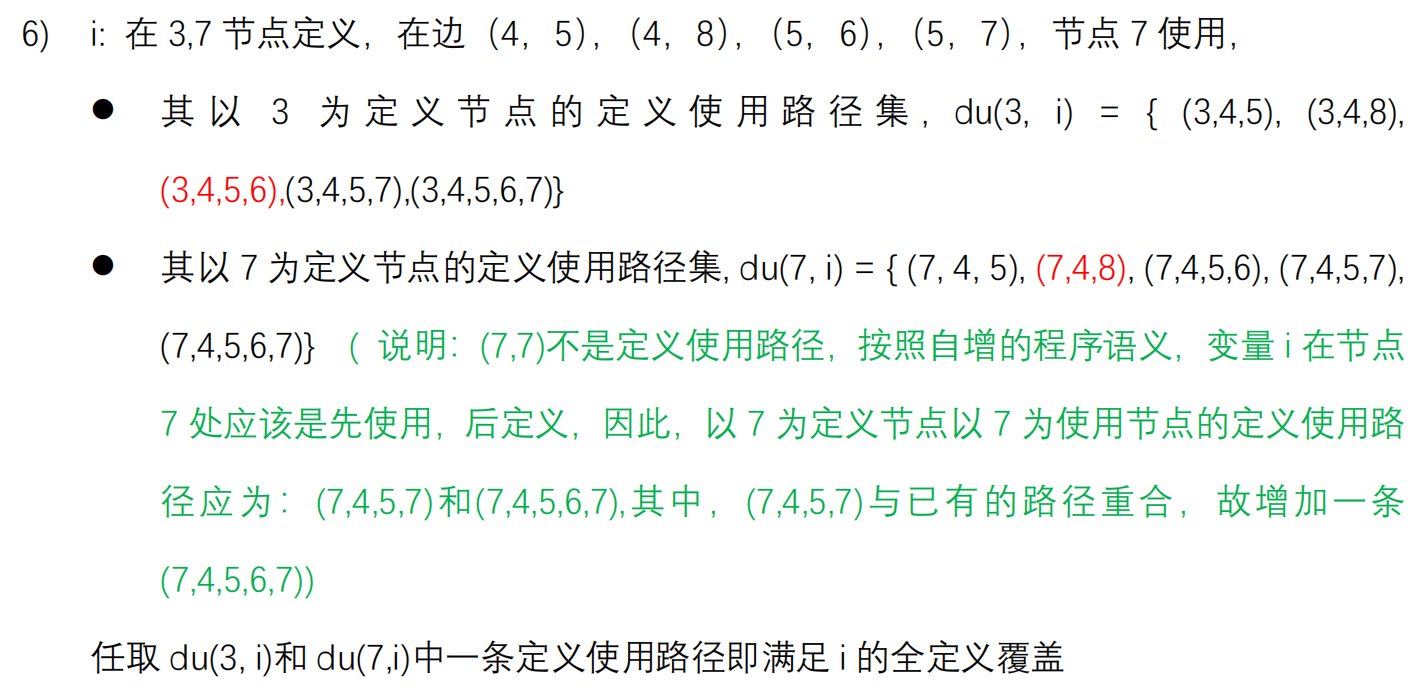 6) i: 在 3,7 节点定义，在边（4，5），（4，8），（5，6），（5，7），节点 7 使用，
● 其以 3 为定义节点的定义使用路径集, du(3, i) = { (3,4,5), (3,4,8),
(3,4,5,6),(3,4,5,7),(3,4,5,6,7)}
● 其以 7 为定义节点的定义使用路径集, du(7, i) = { (7, 4, 5), (7,4,8), (7,4,5,6), (7,4,5,7),
(7,4,5,6,7)} （ 说明：(7,7)不是定义使用路径，按照自增的程序语义，变量 i 在节点
7 处应该是先使用，后定义，因此，以 7 为定义节点以 7 为使用节点的定义使用路
径应为：(7,4,5,7)和(7,4,5,6,7),其中，(7,4,5,7)与已有的路径重合，故增加一条
(7,4,5,6,7)）
任取 du(3, i)和 du(7,i)中一条定义使用路径即满足 i 的全定义覆盖